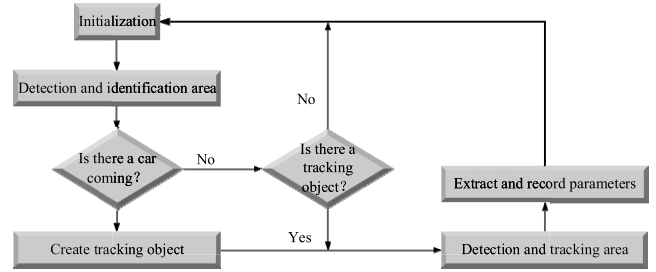 Initialization
Detection and identification area
No
Is there a car
coming?
No
Is there a
tracking
object?
Extract and record parameters
Create tracking object
Yes
Detection and tracking area